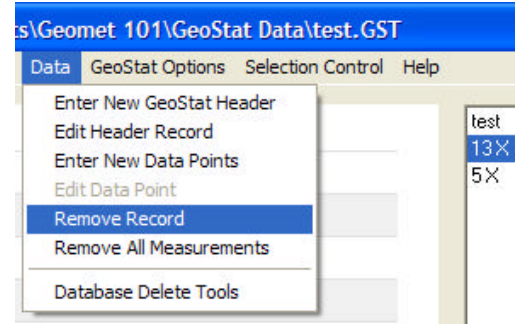 ts\Geomet 101\GeoStat Data\test.GST
Data GeoStat Options Selection Control Help
Enter New GeoStat Header
Edit Header Record
Enter New Data Points
Edit Data Point
Remove Record
Remove All Measurements
Database Delete Tools
test
13X
5X